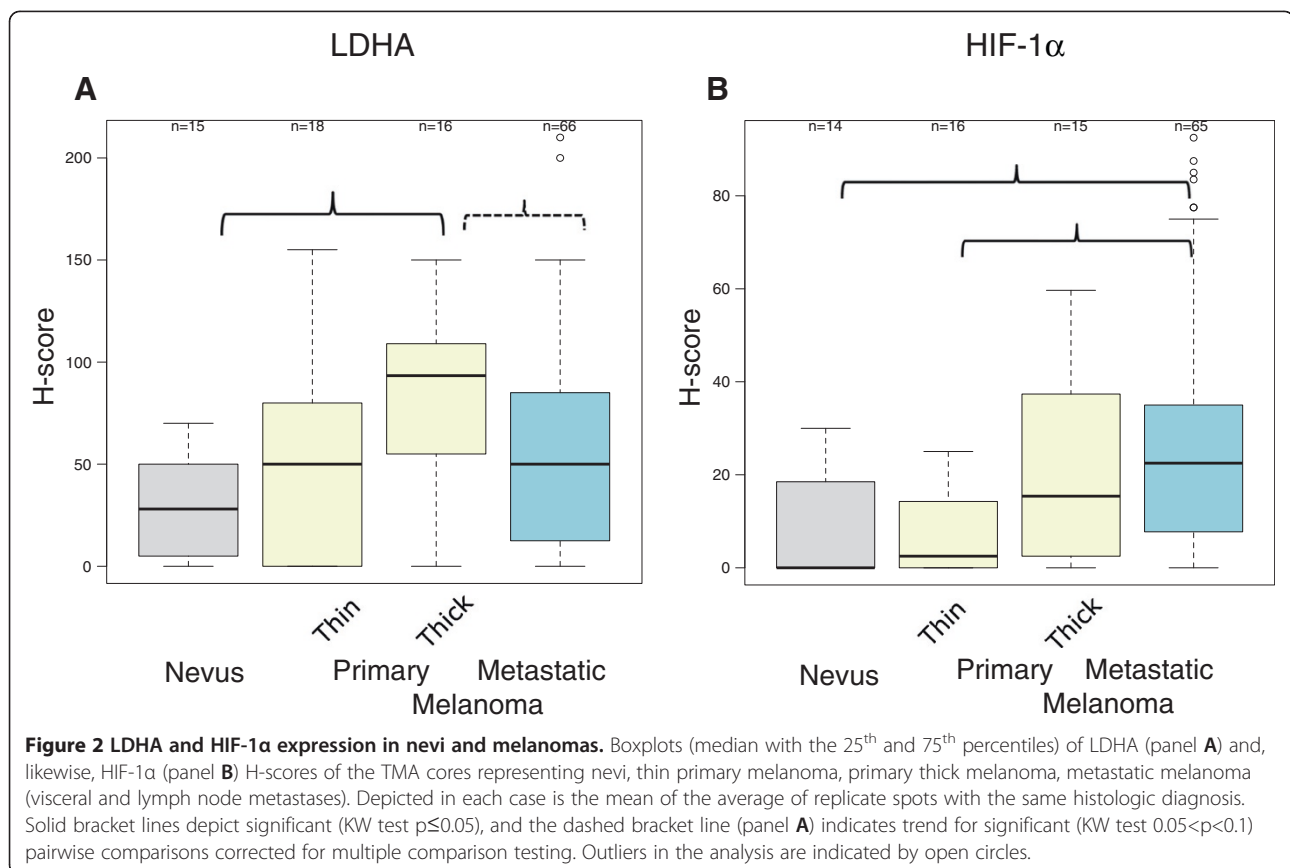 LDHA
HIF-1α
A
B
n=15
n=18
n=16
n=66
n=14
n=16
n=15
n=65
H-score
200
150
100
50
0
H-score
80
60
40
20
0
Thin
Thick
Nevus
Primary
Metastatic
Melanoma
Thin
Thick
Nevus
Primary
Metastatic
Melanoma
Figure 2 LDHA and HIF-1α expression in nevi and melanomas. Boxplots (median with the 25th and 75th percentiles) of LDHA (panel A) and,
likewise, HIF-1α (panel B) H-scores of the TMA cores representing nevi, thin primary melanoma, primary thick melanoma, metastatic melanoma
(visceral and lymph node metastases). Depicted in each case is the mean of the average of replicate spots with the same histologic diagnosis.
Solid bracket lines depict significant (KW test p≤0.05), and the dashed bracket line (panel A) indicates trend for significant (KW test 0.05<p<0.1)
pairwise comparisons corrected for multiple comparison testing. Outliers in the analysis are indicated by open circles.